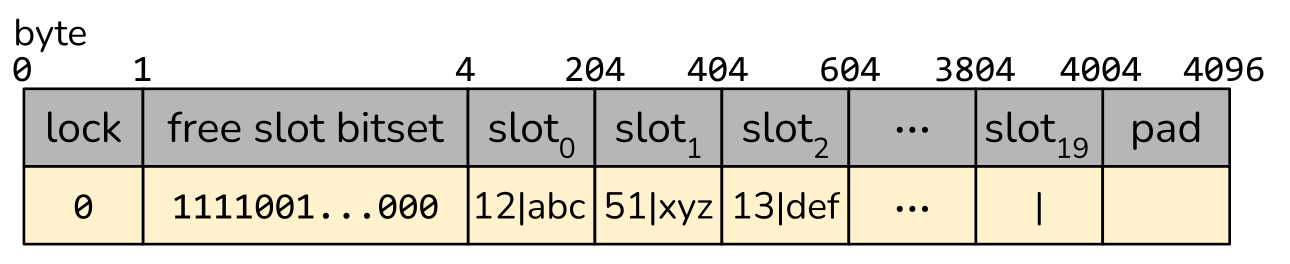 byte
0 1 4 204 404 604 3804 4004 4096
lock free slot bitset slot0 slot1 slot2 ... slot19 pad
0 1111001...000 12|abc 51|xyz 13|def ... |